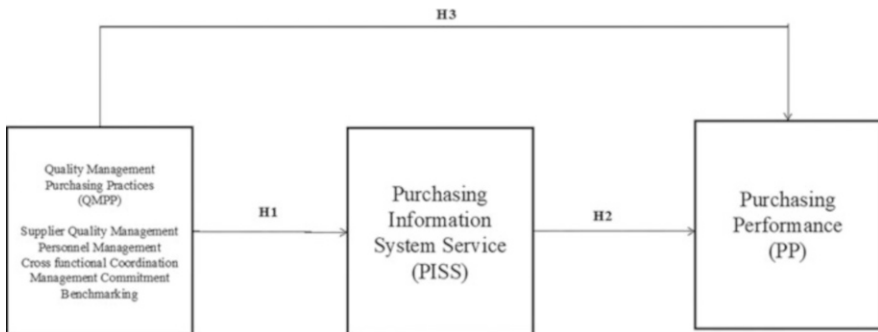 H3
Quality Management
Purchasing Practices
(QMPP)
Supplier Quality Management
Personnel Management
Cross functional Coordination
Management Commitment
Benchmarking
H1
Purchasing
Information
System Service
(PISS)
H2
Purchasing
Performance
(PP)